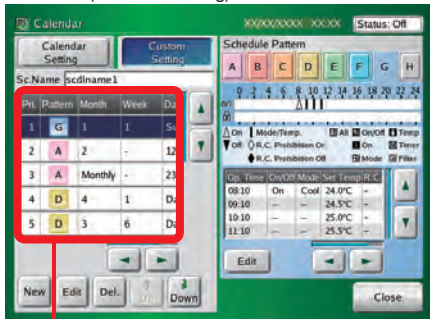 Calendar
XX/XX/XXXX XX:XX
Status: Off
Calendar Setting
Custom Setting
Sc.Name scdlname1
Pri. Pattern Month Week Da
1 G 1 1 Su
2 A 2 - 12
3 A Monthly - 23
4 D 4 1 Da
5 D 3 6 Da
New
Edit
Del.
Up
Down
Schedule Pattern
A B C D E F G H
0 2 4 6 8 10 12 14 16 18 20 22 24
on
On Mode/Temp. All On/Off Temp
Off R.C. Prohibition On On Timer
R.C. Prohibition Off Mode Filter
Op. Time On/Off Mode Set Temp R.C.
08:10 On Cool 24.0°C -
09:10 - - 24.5°C -
10:10 - - 25.0°C -
11:10 - - 25.5°C -
Edit
Close